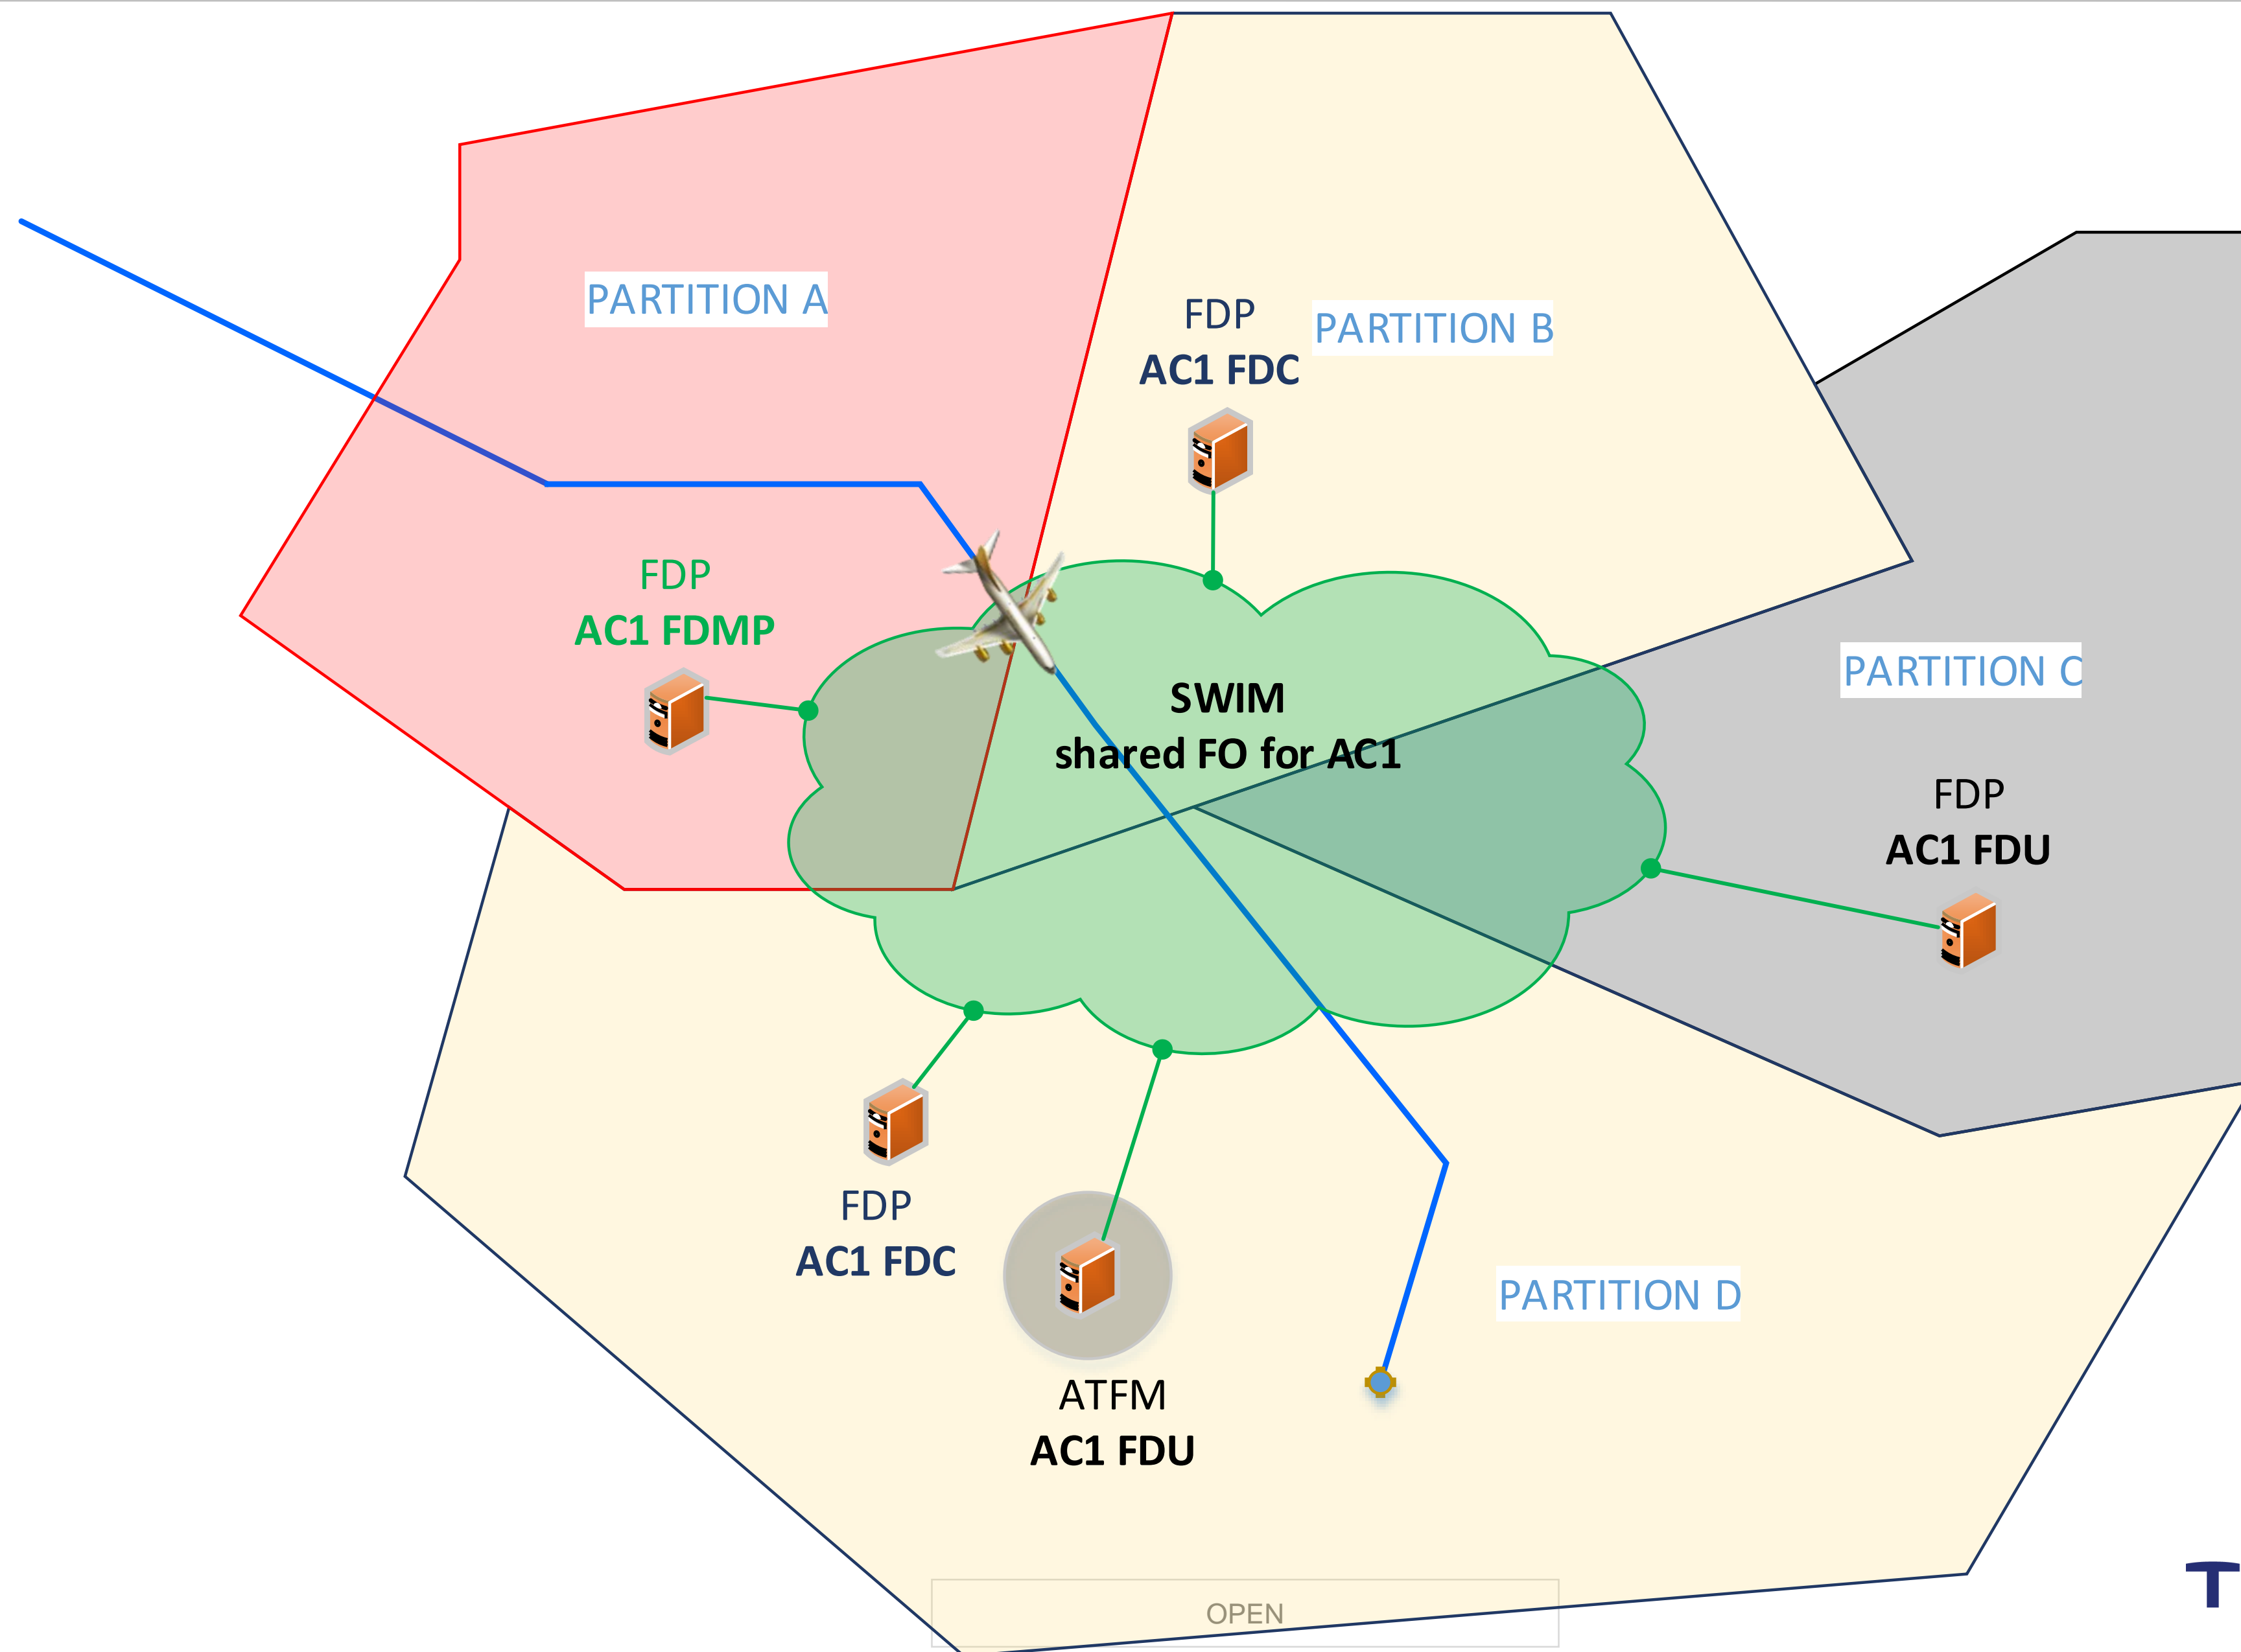 PARTITION A
FDP
AC1 FDC
PARTITION B
FDP
AC1 FDMP
SWIM
shared FO for AC1
PARTITION C
FDP
AC1 FDU
FDP
AC1 FDC
ATFM
AC1 FDU
PARTITION D
OPEN
T